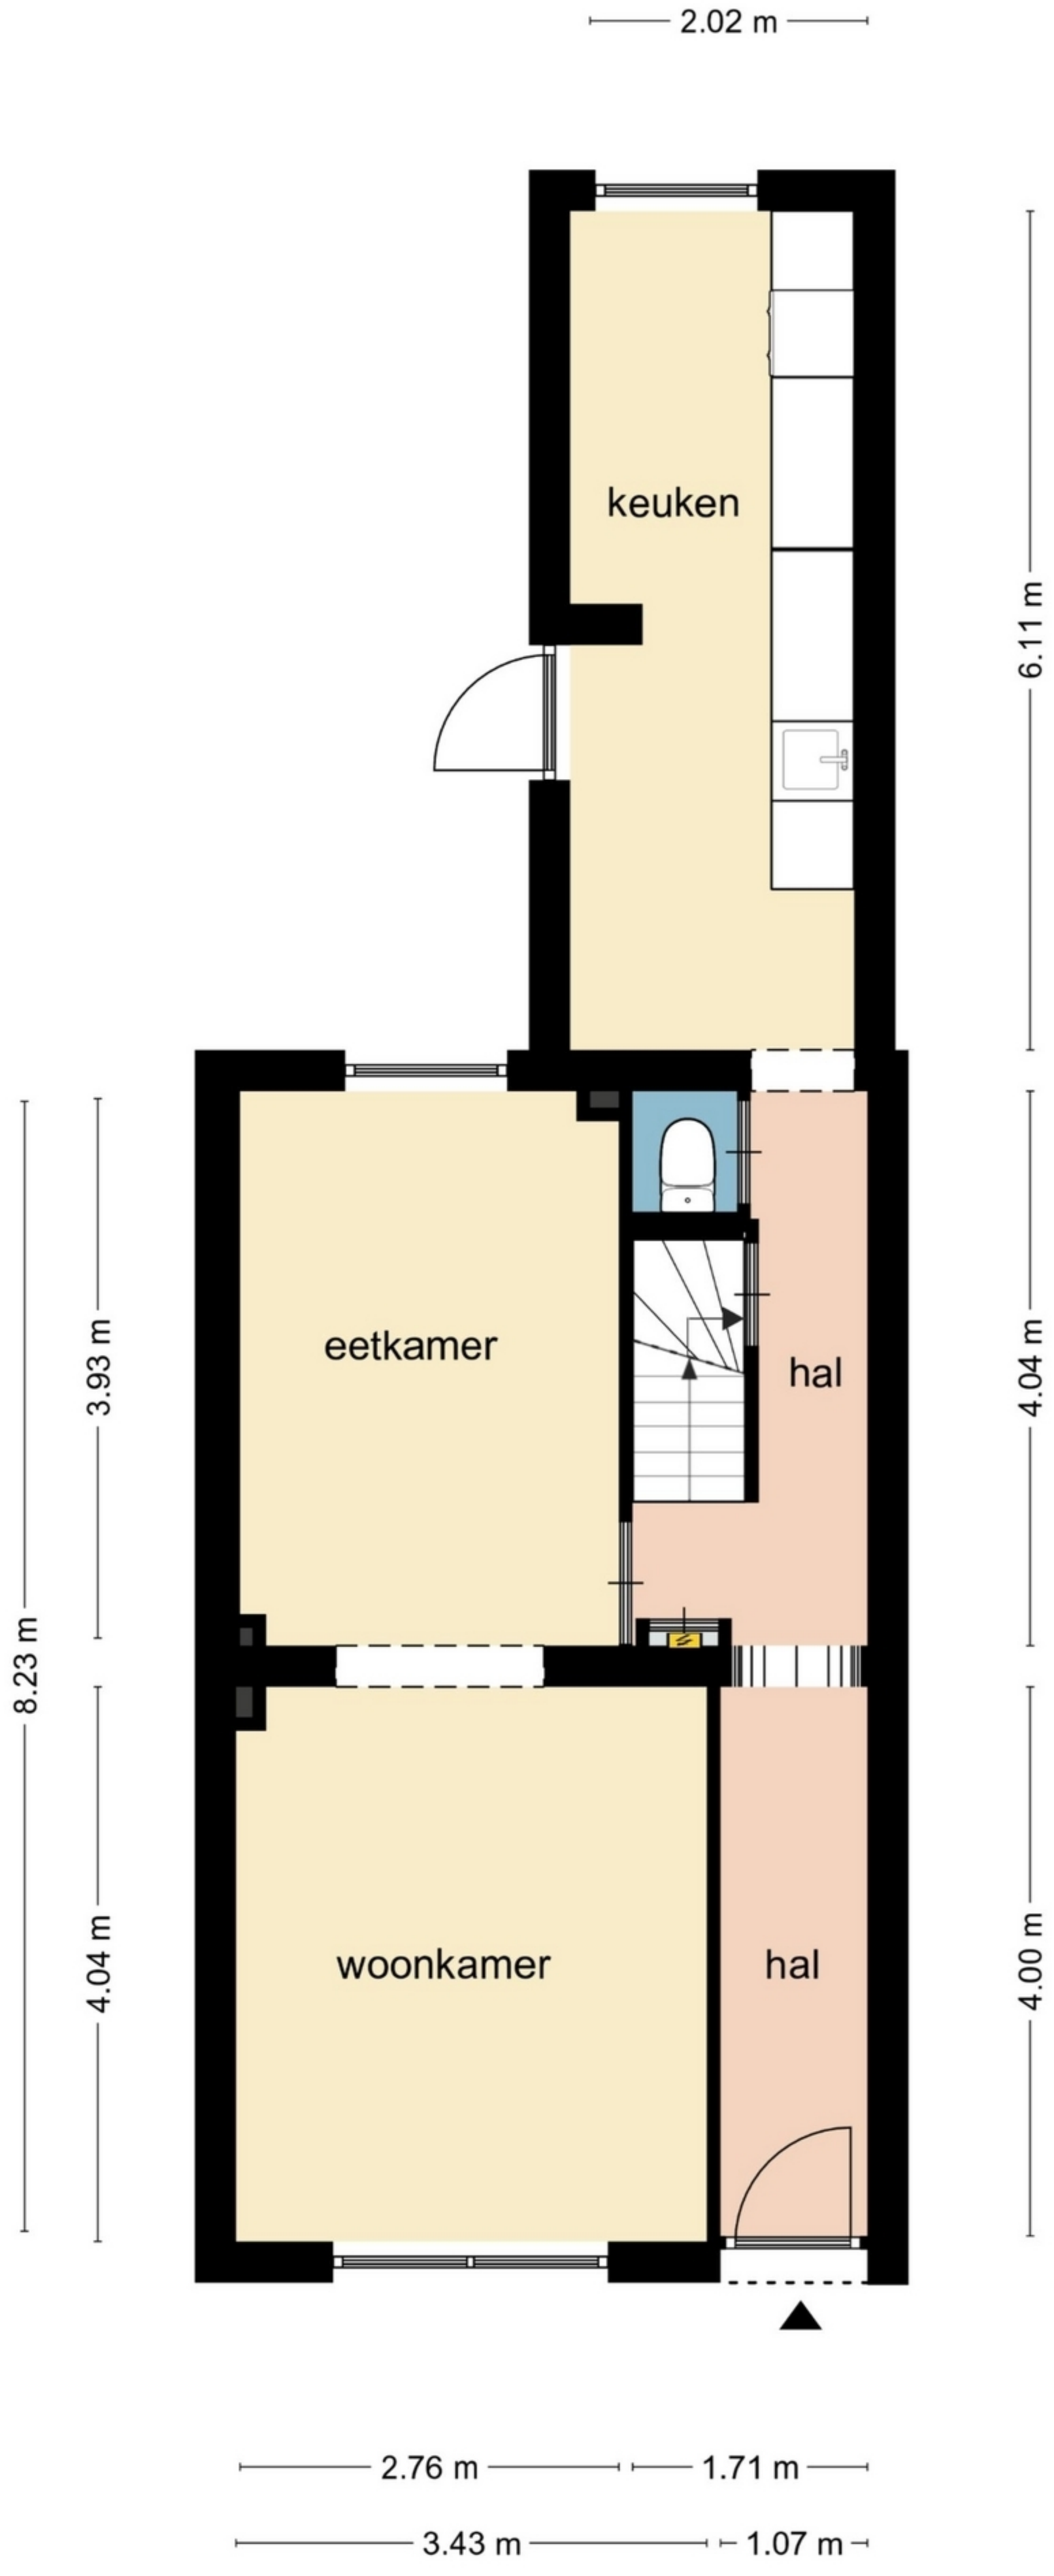 2.02 m
keuken
6.11 m
eetkamer
hal
3.93 m
4.04 m
8.23 m
woonkamer
hal
4.04 m
4.00 m
2.76 m
1.71 m
3.43 m
1.07 m